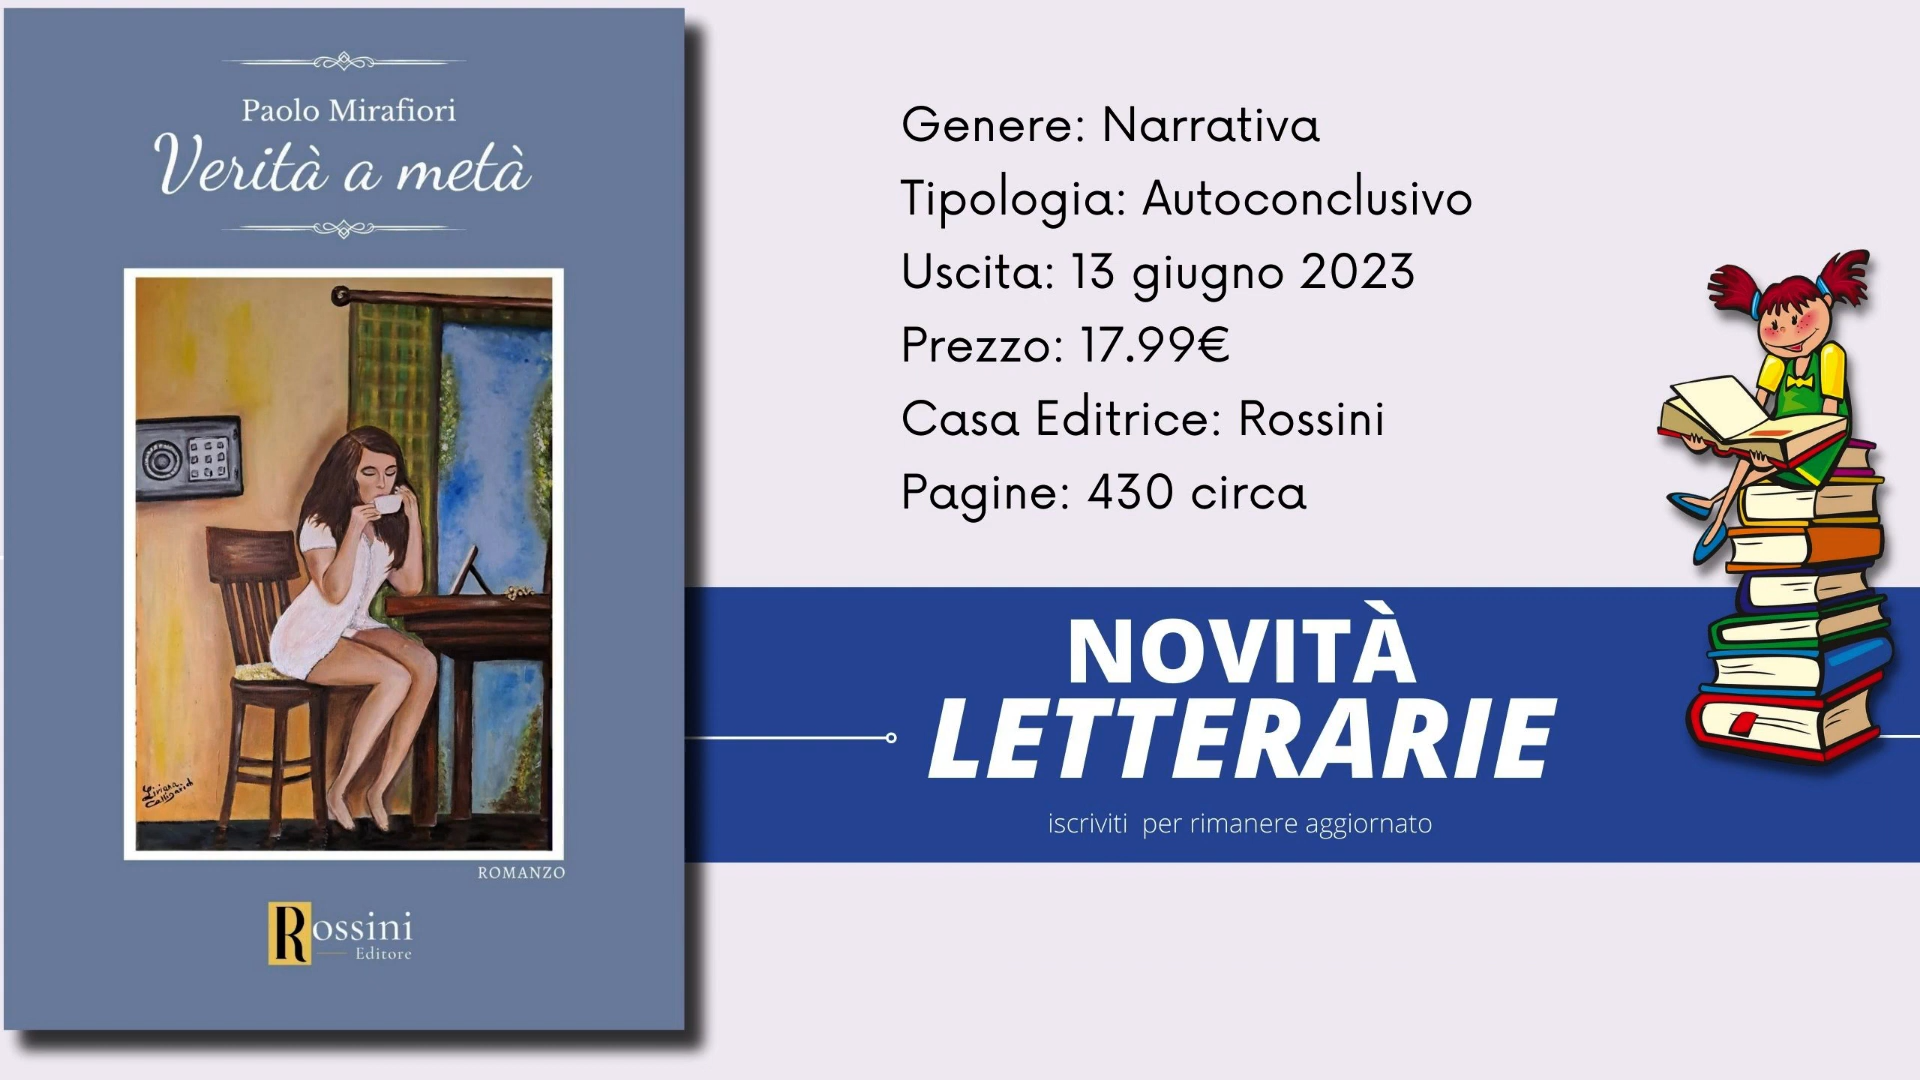 Paolo Mirafiori
Verità a metà
ROMANZO
Rossini
Editore
Genere: Narrativa
Tipologia: Autoconclusivo
Uscita: 13 giugno 2023
Prezzo: 17.99€
Casa Editrice: Rossini
Pagine: 430 circa
NOVITÀ
LETTERARIE
iscriviti per rimanere aggiornato